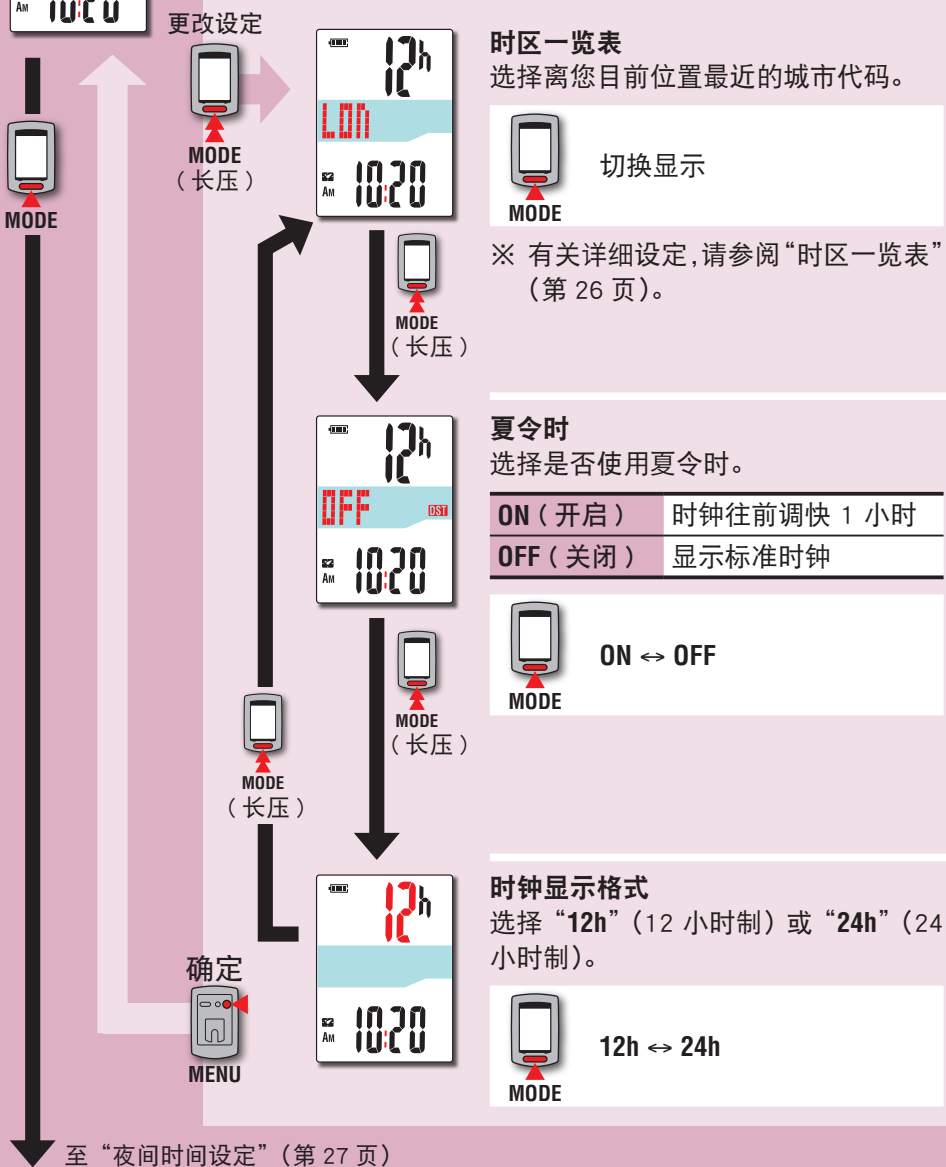 AM 10:20
更改设定
MODE
（长压）
MODE
12h
LON
AM 10:20
时区一览表
选择离您目前位置最近的城市代码。
切换显示
MODE
※ 有关详细设定，请参阅“时区一览表”
（第 26 页）。
MODE
（长压）
12h
OFF DST
AM 10:20
夏令时
选择是否使用夏令时。
ON（开启） 时钟往前调快 1 小时
OFF（关闭） 显示标准时钟
ON ↔ OFF
MODE
MODE
（长压）
MODE
（长压）
12h
AM 10:20
时钟显示格式
选择“12h”（12 小时制）或“24h”（24
小时制）。
12h ↔ 24h
MODE
确定
MENU
至“夜间时间设定”（第 27 页）